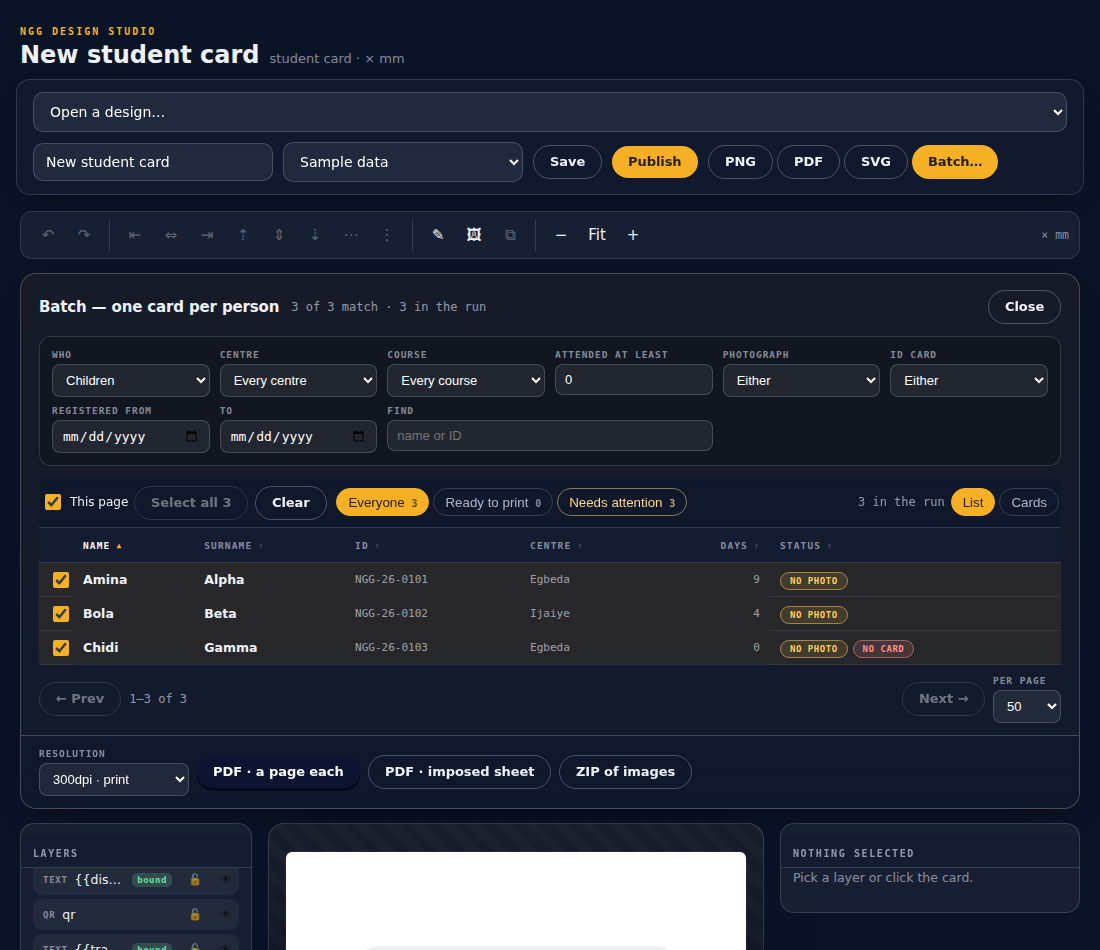 NGG DESIGN STUDIO
New student card student card · × mm
Open a design…
New student card Sample data Save Publish PNG PDF SVG Batch…
Fit × mm
Batch — one card per person 3 of 3 match · 3 in the run Close
WHO CENTRE COURSE ATTENDED AT LEAST PHOTOGRAPH ID CARD
Children Every centre Every course 0 Either Either
REGISTERED FROM TO FIND
mm/dd/yyyy mm/dd/yyyy name or ID
This page Select all 3 Clear Everyone 3 Ready to print 0 Needs attention 3 3 in the run List Cards
NAME ▲ SURNAME ID CENTRE DAYS STATUS
Amina Alpha NGG-26-0101 Egbeda 9 NO PHOTO
Bola Beta NGG-26-0102 Ijaiye 4 NO PHOTO
Chidi Gamma NGG-26-0103 Egbeda 0 NO PHOTO NO CARD
← Prev 1–3 of 3 Next → PER PAGE
50
RESOLUTION
300dpi · print PDF · a page each PDF · imposed sheet ZIP of images
LAYERS NOTHING SELECTED
TEXT {{dis… bound Pick a layer or click the card.
QR qr
TEXT {{tra… bound